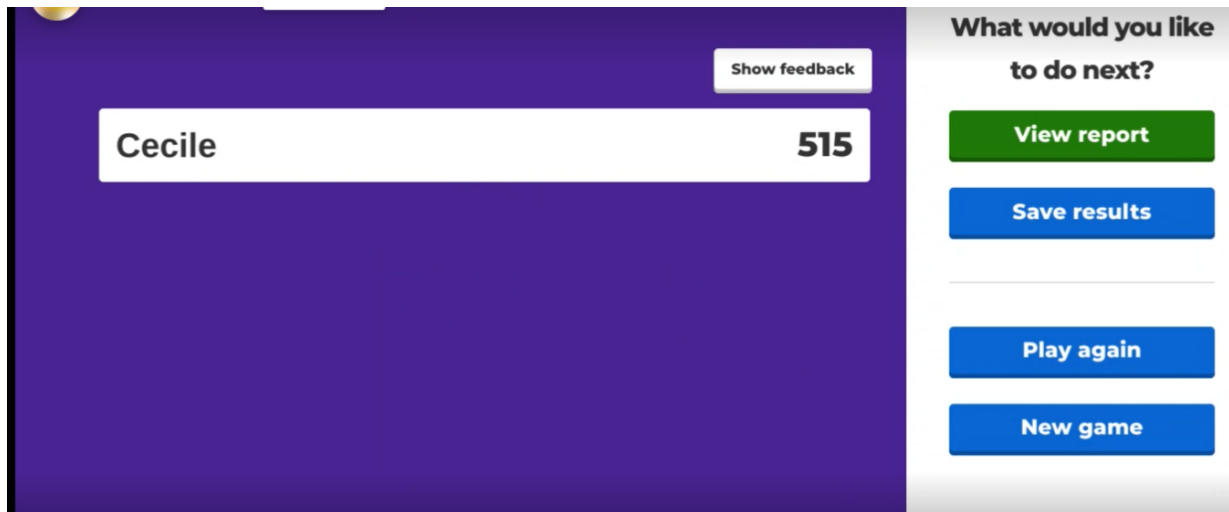 Show feedback
Cecile 515
What would you like
to do next?
View report
Save results
Play again
New game